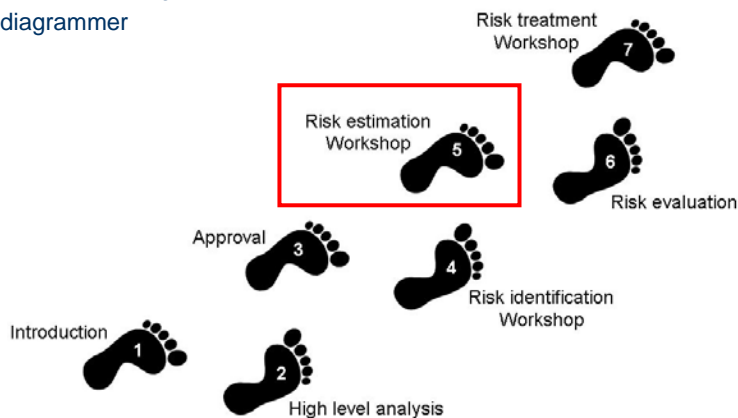 diagrammer
Risk treatment
Workshop
7
Risk estimation
Workshop
5
6
Risk evaluation
Approval
3
4
Risk identification
Workshop
Introduction
1
2
High level analysis